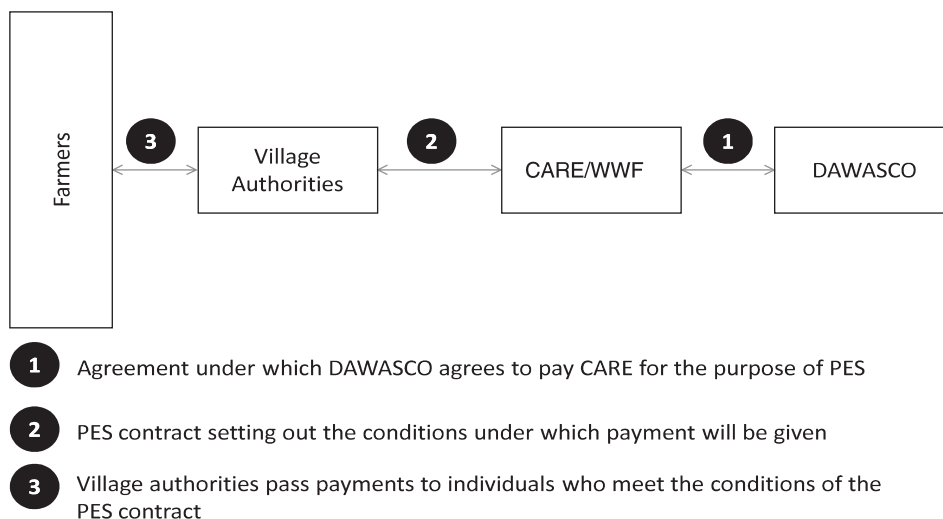 Farmers
3
Village
Authorities
2
CARE/WWF
1
DAWASCO
1 Agreement under which DAWASCO agrees to pay CARE for the purpose of PES
2 PES contract setting out the conditions under which payment will be given
3 Village authorities pass payments to individuals who meet the conditions of the
PES contract